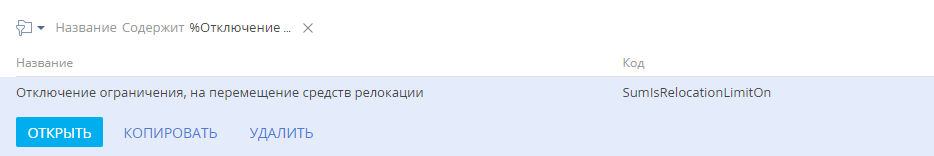 Название Содержит %Отключение ...
Название Код
Отключение ограничения, на перемещение средств релокации SumIsRelocationLimitOn
ОТКРЫТЬ КОПИРОВАТЬ УДАЛИТЬ